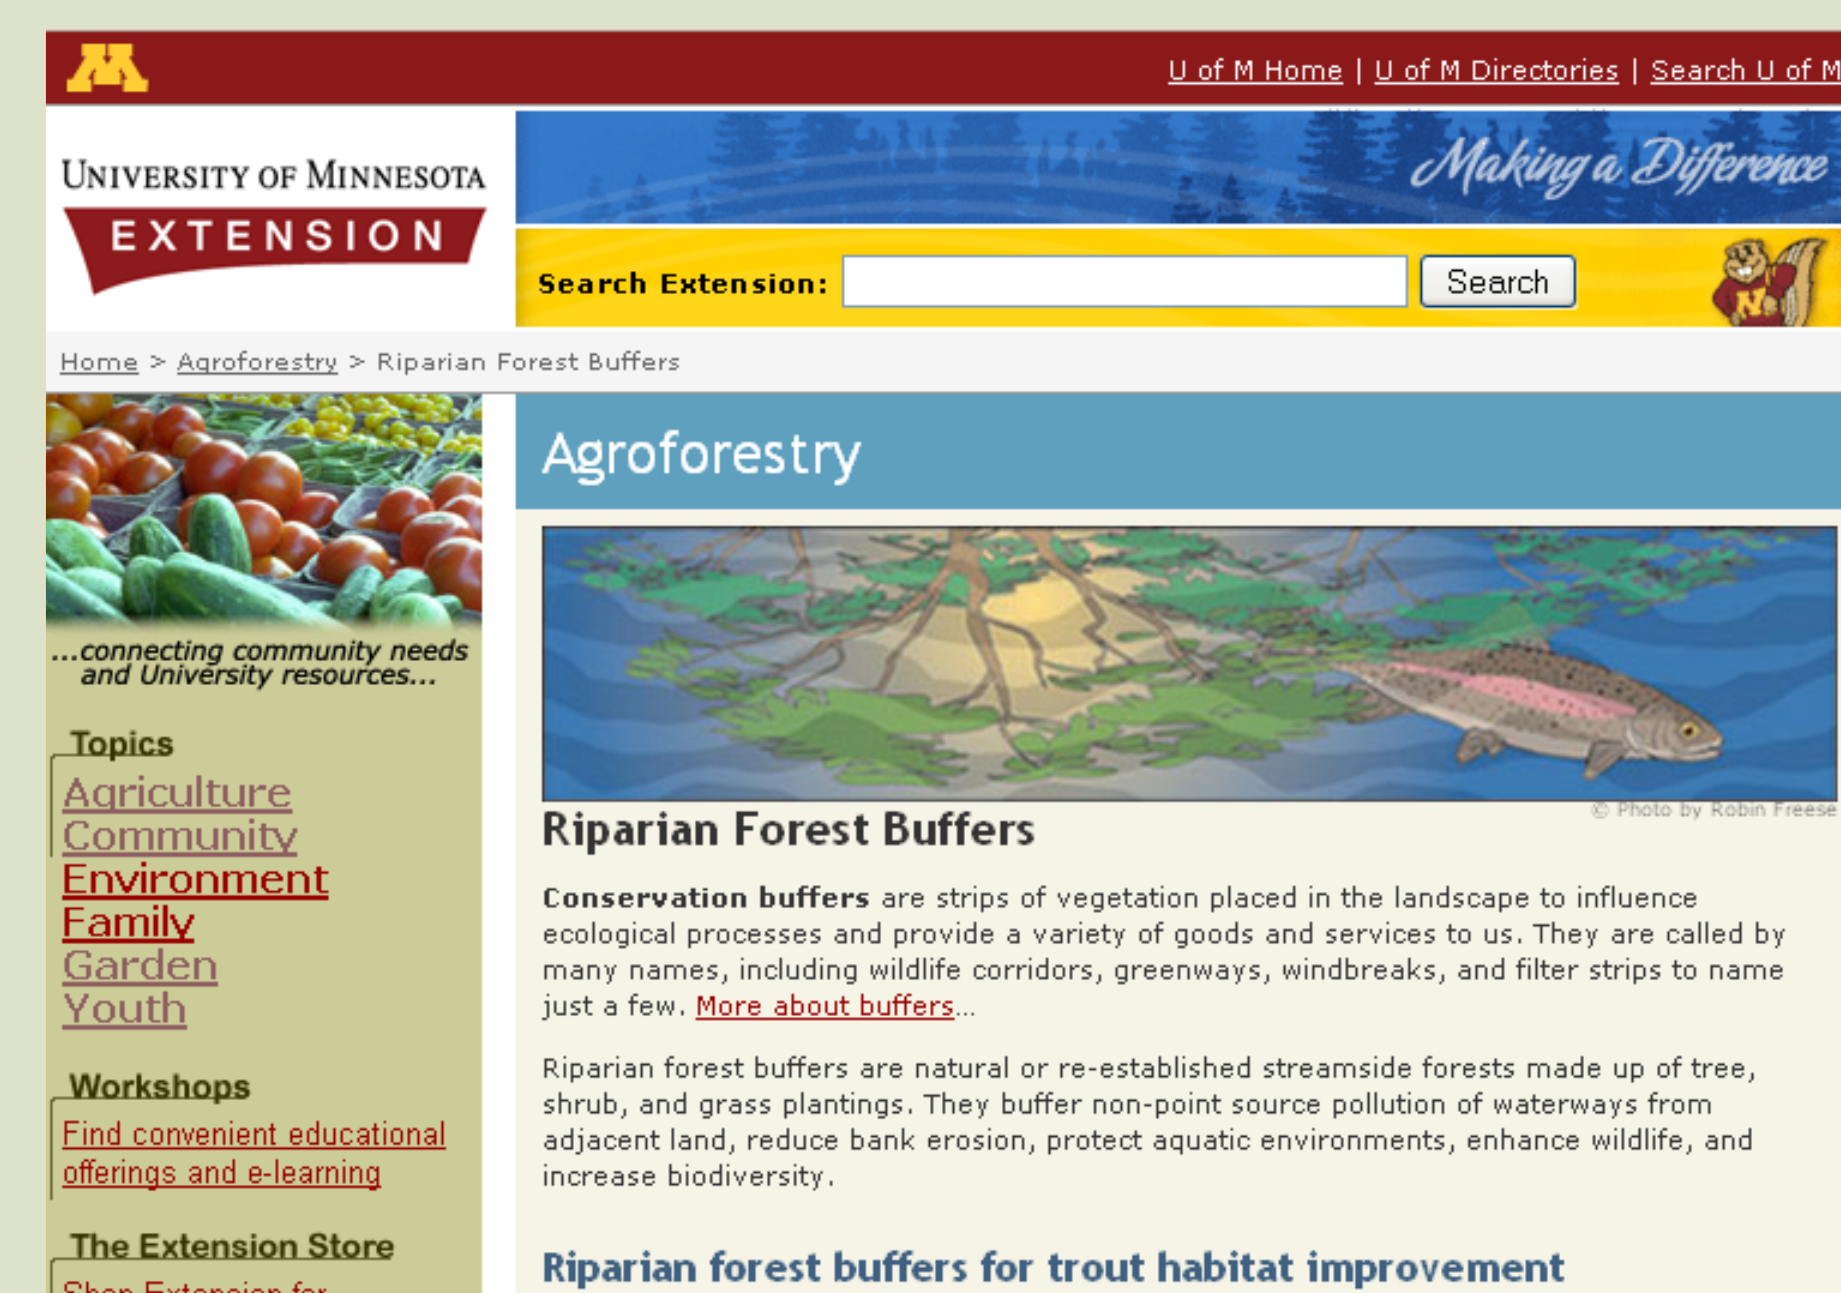 U of M Home | U of M Directories | Search U of M
UNIVERSITY OF MINNESOTA
EXTENSION
Making a Difference
Search Extension: Search
Home > Agroforestry > Riparian Forest Buffers
...connecting community needs
and University resources...
Topics
Agriculture
Community
Environment
Family
Garden
Youth
Workshops
Find convenient educational
offerings and e-learning
The Extension Store
Shop Extension for
Agroforestry
© Photo by Robin Freese
Riparian Forest Buffers
Conservation buffers are strips of vegetation placed in the landscape to influence
ecological processes and provide a variety of goods and services to us. They are called by
many names, including wildlife corridors, greenways, windbreaks, and filter strips to name
just a few. More about buffers...
Riparian forest buffers are natural or re-established streamside forests made up of tree,
shrub, and grass plantings. They buffer non-point source pollution of waterways from
adjacent land, reduce bank erosion, protect aquatic environments, enhance wildlife, and
increase biodiversity.
Riparian forest buffers for trout habitat improvement